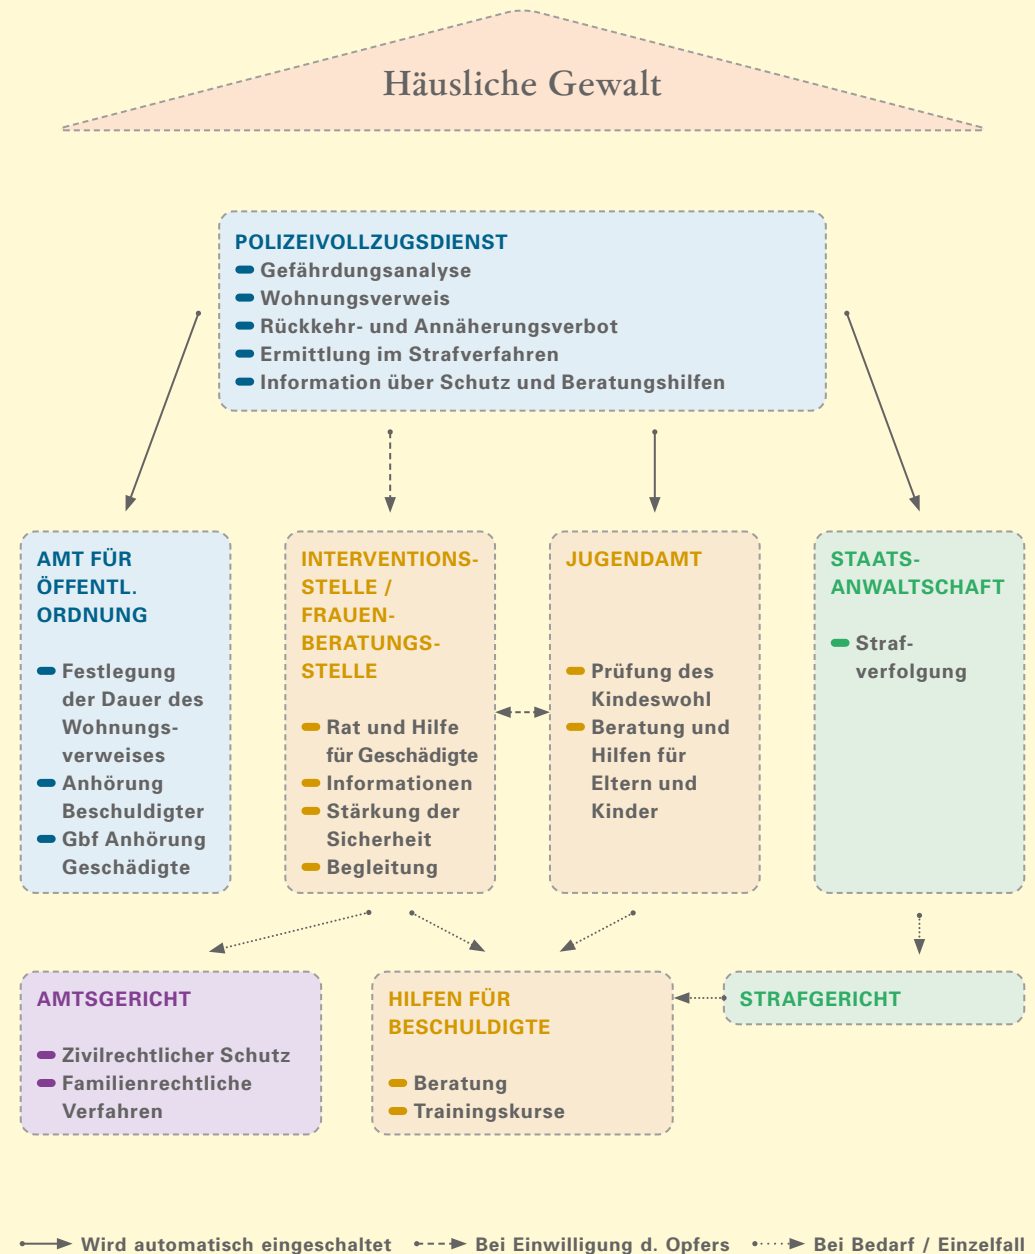 Häusliche Gewalt
POLIZEIVOLLZUGSDIENST
Gefährdungsanalyse
Wohnungsverweis
Rückkehr- und Annäherungsverbot
Ermittlung im Strafverfahren
Information über Schutz und Beratungshilfen
AMT FÜR
ÖFFENTL.
ORDNUNG
Festlegung
der Dauer des
Wohnungs-
verweises
Anhörung
Beschuldigter
Gbf Anhörung
Geschädigte
INTERVENTIONS-
STELLE /
FRAUEN-
BERATUNGS-
STELLE
Rat und Hilfe
für Geschädigte
Informationen
Stärkung der
Sicherheit
Begleitung
JUGENDAMT
Prüfung des
Kindeswohl
Beratung und
Hilfen für
Eltern und
Kinder
STAATS-
ANWALTSCHAFT
Straf-
verfolgung
AMTSGERICHT
Zivilrechtlicher Schutz
Familienrechtliche
Verfahren
HILFEN FÜR
BESCHULDIGTE
Beratung
Trainingskurse
STRAFGERICHT
Wird automatisch eingeschaltet
Bei Einwilligung d. Opfers
Bei Bedarf / Einzelfall